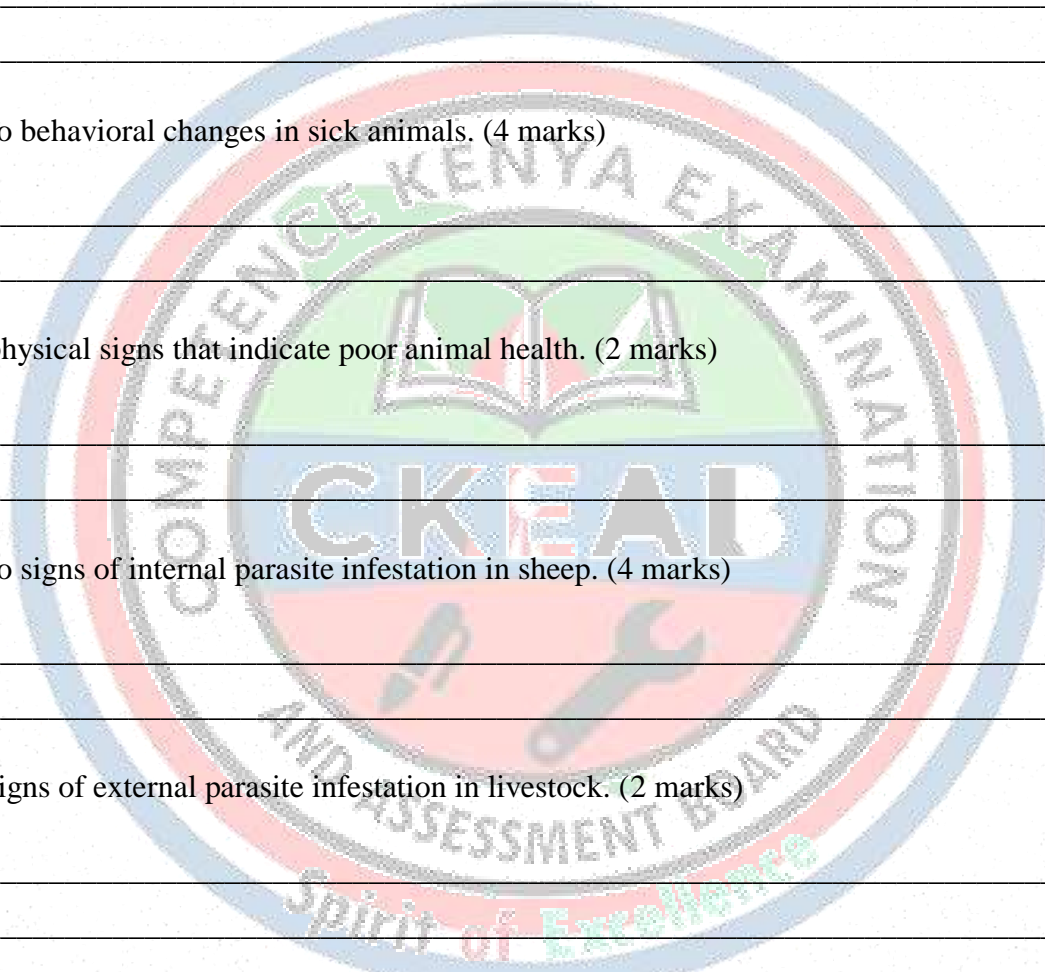 o behavioral changes in sick animals. (4 marks)
physical signs that indicate poor animal health. (2 marks)
o signs of internal parasite infestation in sheep. (4 marks)
igns of external parasite infestation in livestock. (2 marks)
COMPETENCE KENYA EXAMINATION
CKEAB
AND ASSESSMENT BOARD
Spirit of Excellence